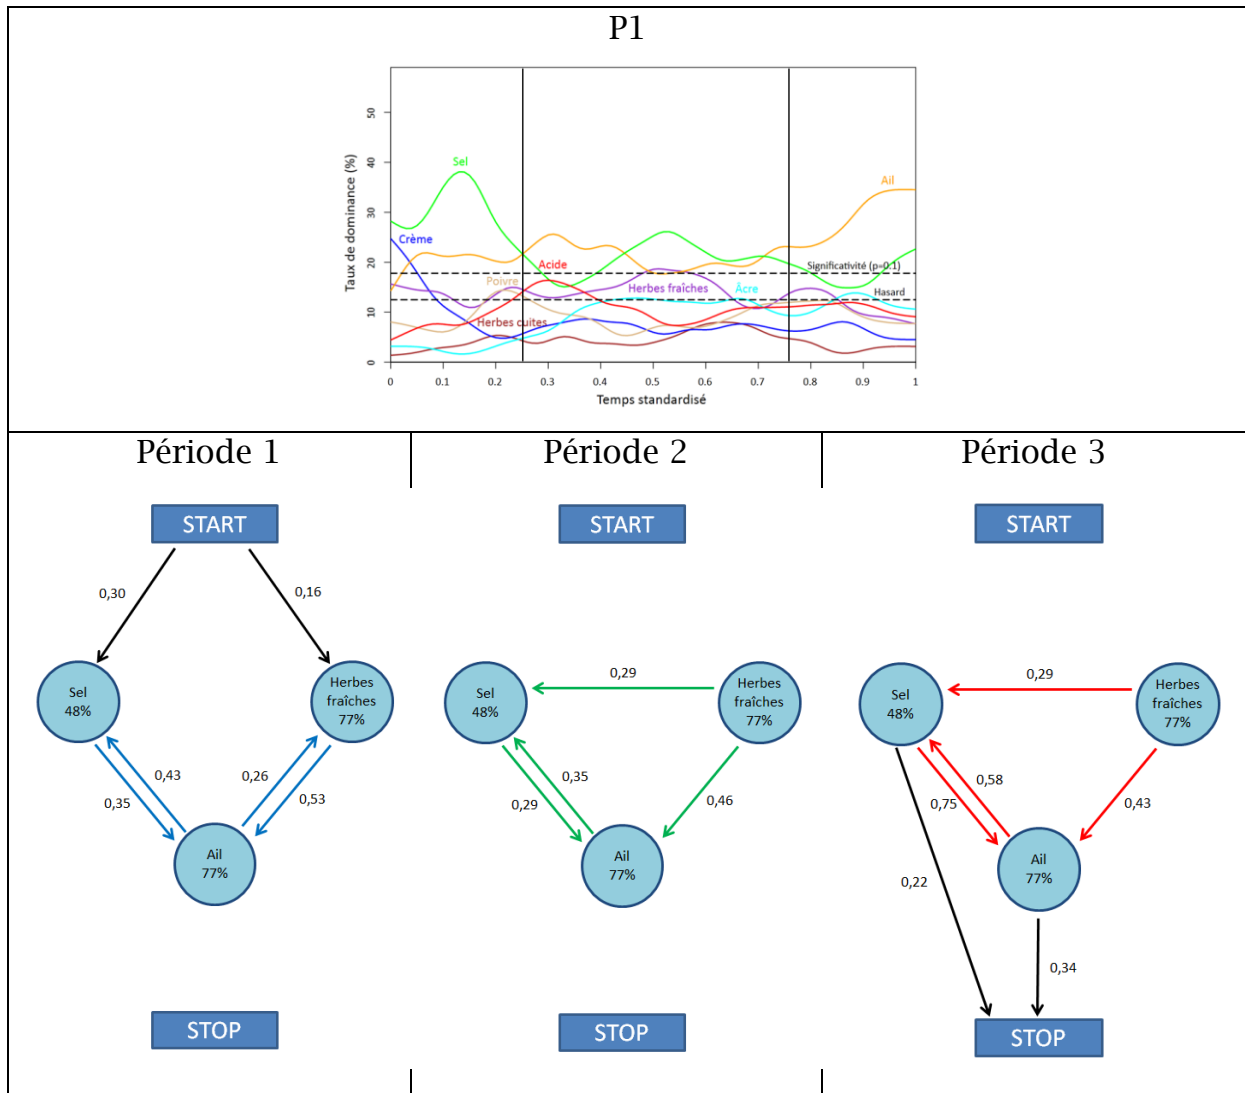 P1
Taux de dominance (%)
50
40
30
20
10
0
Sel
Ail
Crème
Acide
Significativité (p=0.1)
Poivre
Herbes fraîches
Âcre
Hasard
Herbes cuites
0 0.1 0.2 0.3 0.4 0.5 0.6 0.7 0.8 0.9 1
Temps standardisé
Période 1
START
0,30
0,16
Sel
48%
Herbes
fraîches
77%
0,43
0,26
0,35
0,53
Ail
77%
STOP
Période 2
START
0,29
Sel
48%
Herbes
fraîches
77%
0,35
0,29
0,46
Ail
77%
STOP
Période 3
START
0,29
Sel
48%
Herbes
fraîches
77%
0,58
0,75
0,43
Ail
77%
0,22
0,34
STOP